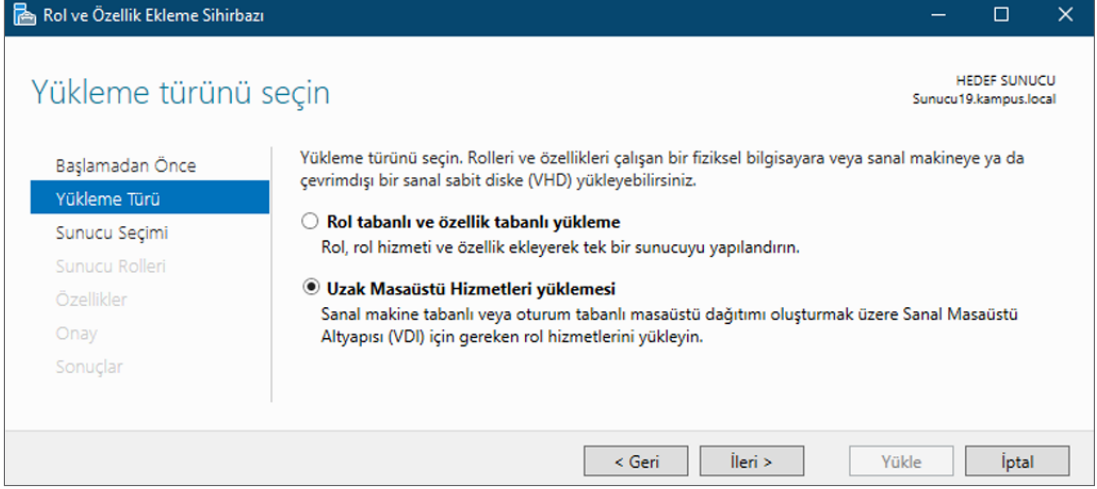 Rol ve Özellik Ekleme Sihirbazı
Yükleme türünü seçin
HEDEF SUNUCU
Sunucu19.kampus.local
Başlamadan Önce
Yükleme Türü
Sunucu Seçimi
Sunucu Rolleri
Özellikler
Onay
Sonuçlar
Yükleme türünü seçin. Rolleri ve özellikleri çalışan bir fiziksel bilgisayara veya sanal makineye ya da
çevrimdışı bir sanal sabit diske (VHD) yükleyebilirsiniz.
Rol tabanlı ve özellik tabanlı yükleme
Rol, rol hizmeti ve özellik ekleyerek tek bir sunucuyu yapılandırın.
Uzak Masaüstü Hizmetleri yüklemesi
Sanal makine tabanlı veya oturum tabanlı masaüstü dağıtımı oluşturmak üzere Sanal Masaüstü
Altyapısı (VDI) için gereken rol hizmetlerini yükleyin.
< Geri
İleri >
Yükle
İptal